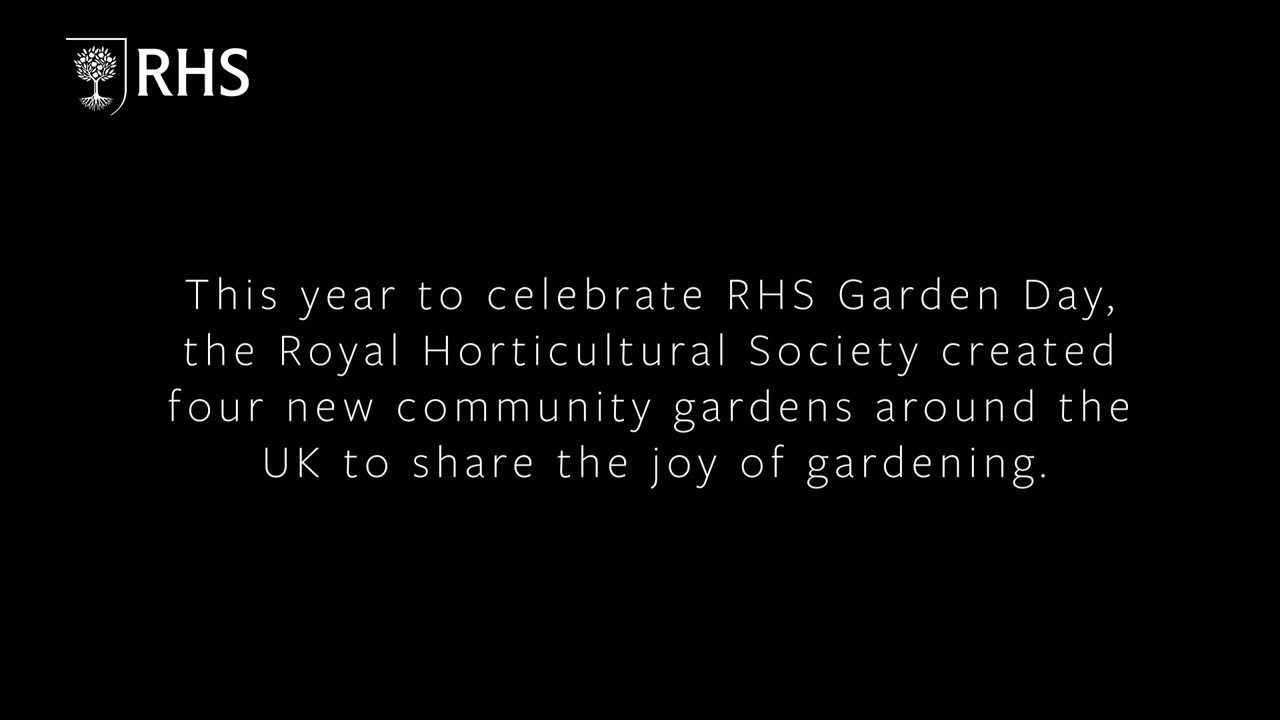 RHS
This year to celebrate RHS Garden Day,
the Royal Horticultural Society created
four new community gardens around the
UK to share the joy of gardening.